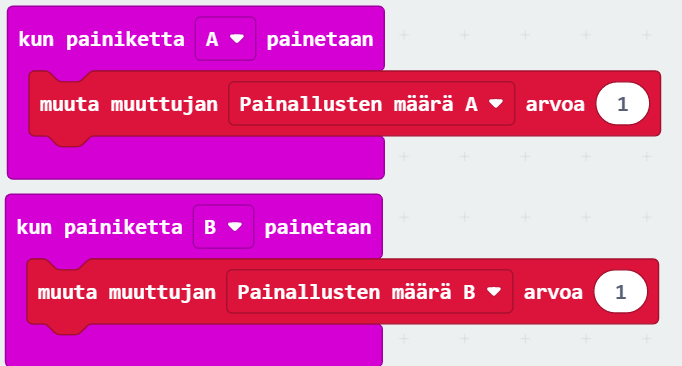 kun painiketta A painetaan
muuta muuttujan Painallusten määrä A arvoa 1
kun painiketta B painetaan
muuta muuttujan Painallusten määrä B arvoa 1